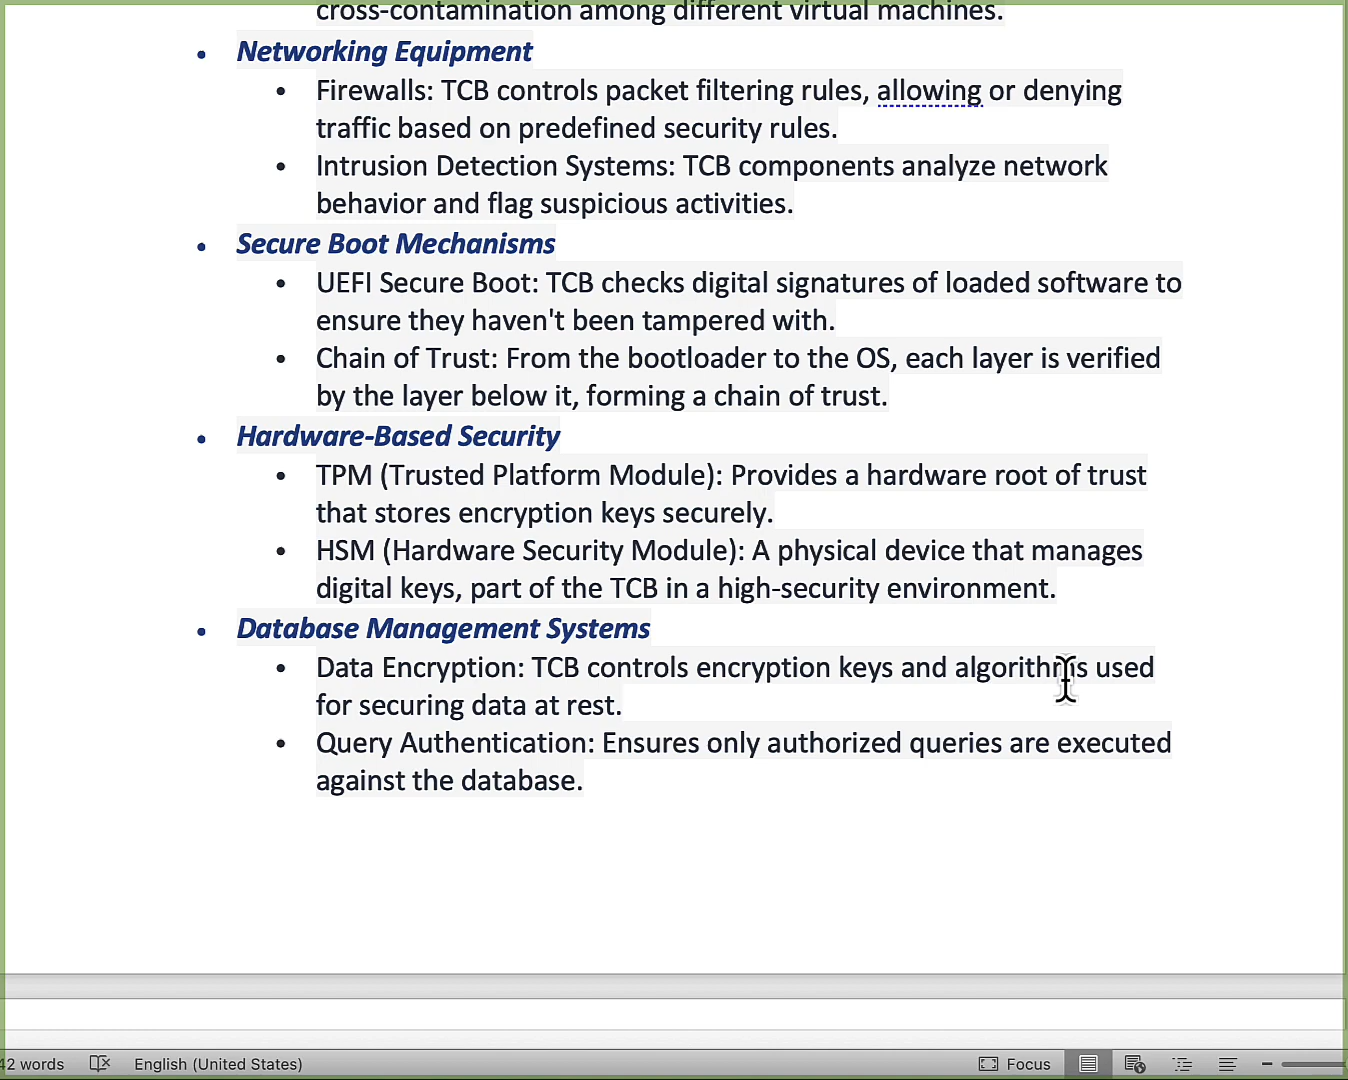 cross-contamination among different virtual machines.
• Networking Equipment
• Firewalls: TCB controls packet filtering rules, allowing or denying
traffic based on predefined security rules.
• Intrusion Detection Systems: TCB components analyze network
behavior and flag suspicious activities.
• Secure Boot Mechanisms
• UEFI Secure Boot: TCB checks digital signatures of loaded software to
ensure they haven't been tampered with.
• Chain of Trust: From the bootloader to the OS, each layer is verified
by the layer below it, forming a chain of trust.
• Hardware-Based Security
• TPM (Trusted Platform Module): Provides a hardware root of trust
that stores encryption keys securely.
• HSM (Hardware Security Module): A physical device that manages
digital keys, part of the TCB in a high-security environment.
• Database Management Systems
• Data Encryption: TCB controls encryption keys and algorithms used
for securing data at rest.
• Query Authentication: Ensures only authorized queries are executed
against the database.
42 words English (United States) Focus